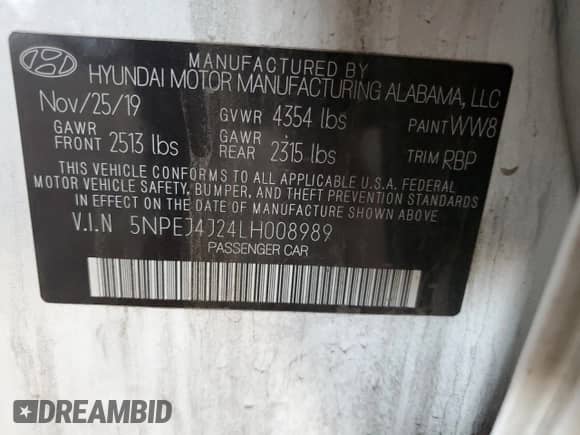 MANUFACTURED BY
HYUNDAI MOTOR MANUFACTURING ALABAMA, LLC
Nov/25/19 GVWR 4354 lbs PAINT WW8
GAWR FRONT 2513 lbs GAWR REAR 2315 lbs TRIM RBP
THIS VEHICLE CONFORMS TO ALL APPLICABLE U.S.A. FEDERAL
MOTOR VEHICLE SAFETY, BUMPER, AND THEFT PREVENTION STANDARDS
IN EFFECT ON THE DATE OF MANUFACTURE SHOWN ABOVE.
V.I.N 5NPEJ4J24LH008989
PASSENGER CAR
DREAMBID